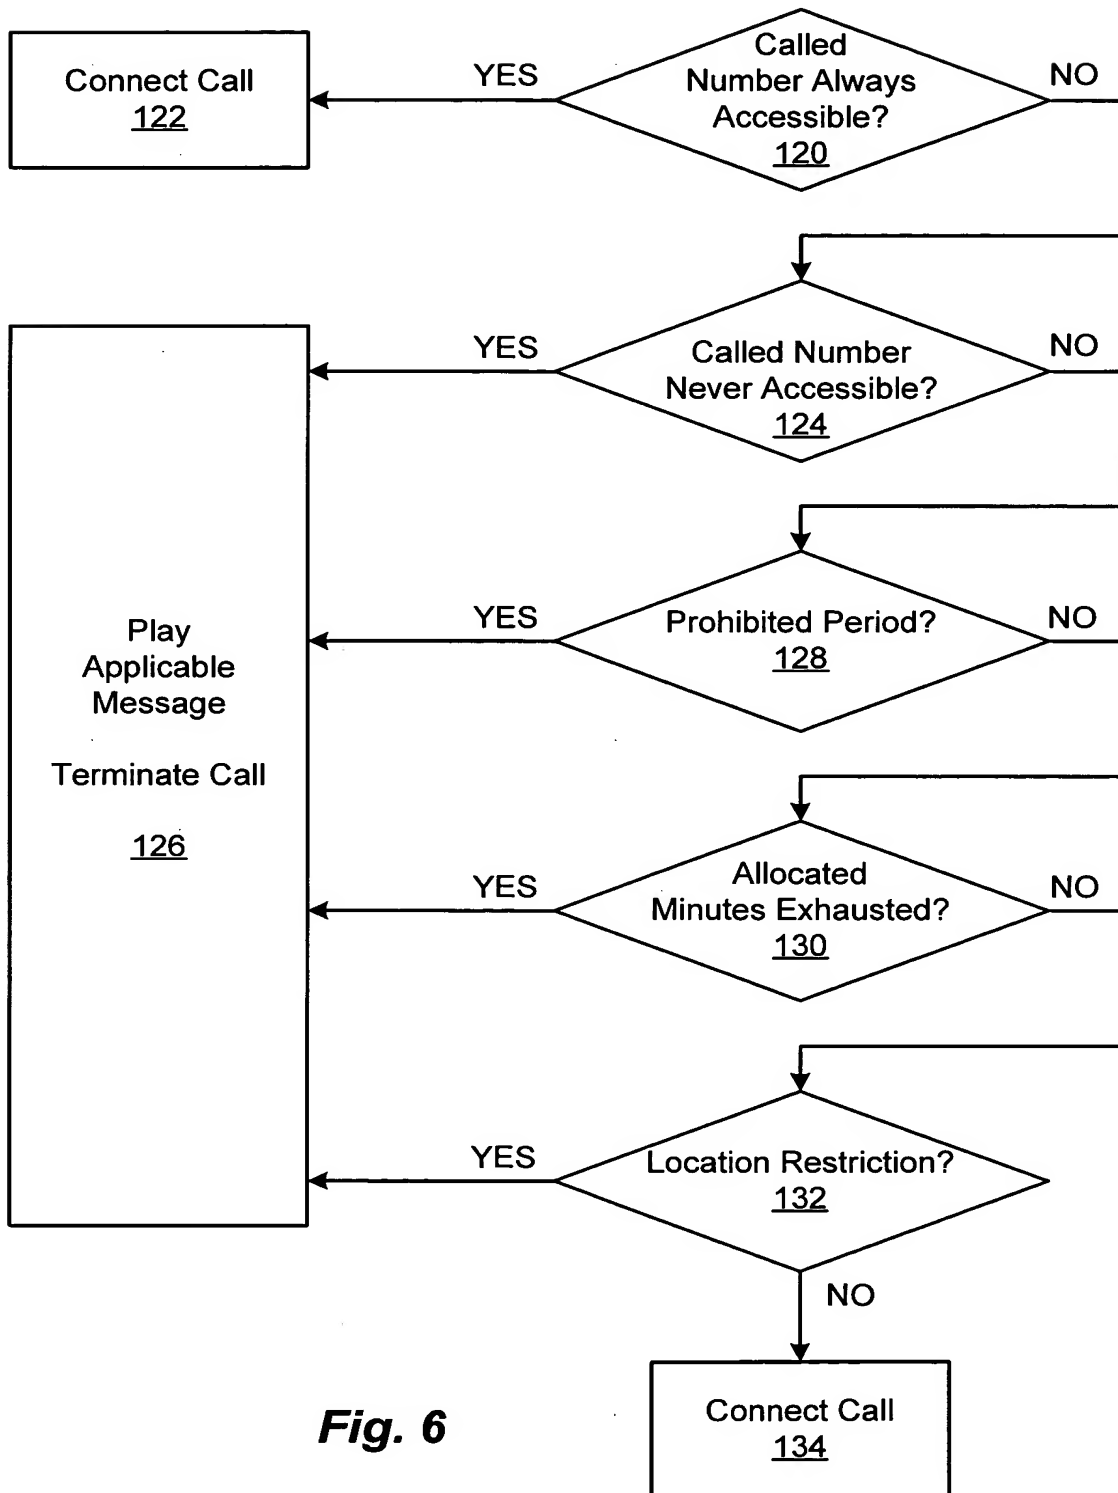 Connect Call
122
YES
Called
Number Always
Accessible?
120
NO
YES
Called Number
Never Accessible?
124
NO
Play
Applicable
Message
Terminate Call
126
YES
Prohibited Period?
128
NO
YES
Allocated
Minutes Exhausted?
130
NO
YES
Location Restriction?
132
NO
Connect Call
134
Fig. 6